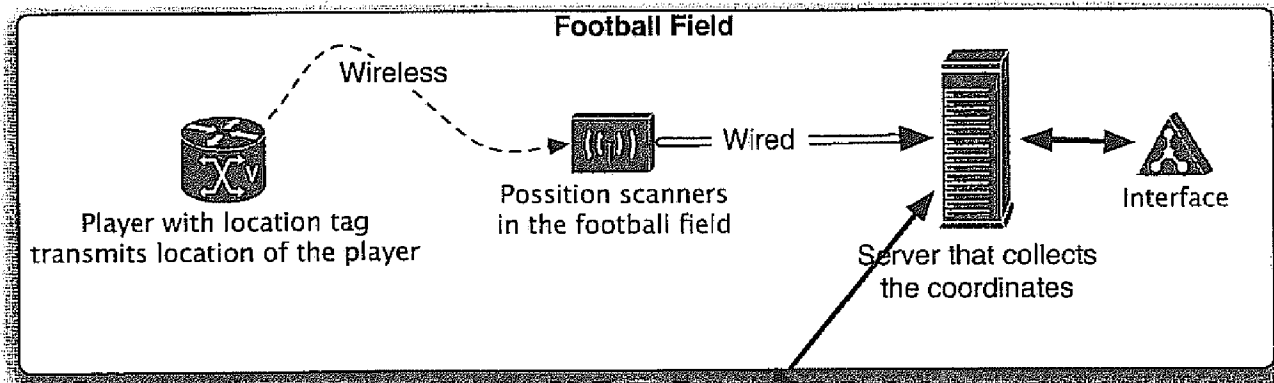 Football Field
Wireless
Wired
Player with location tag
transmits location of the player
Possition scanners
in the football field
Server that collects
the coordinates
Interface
V